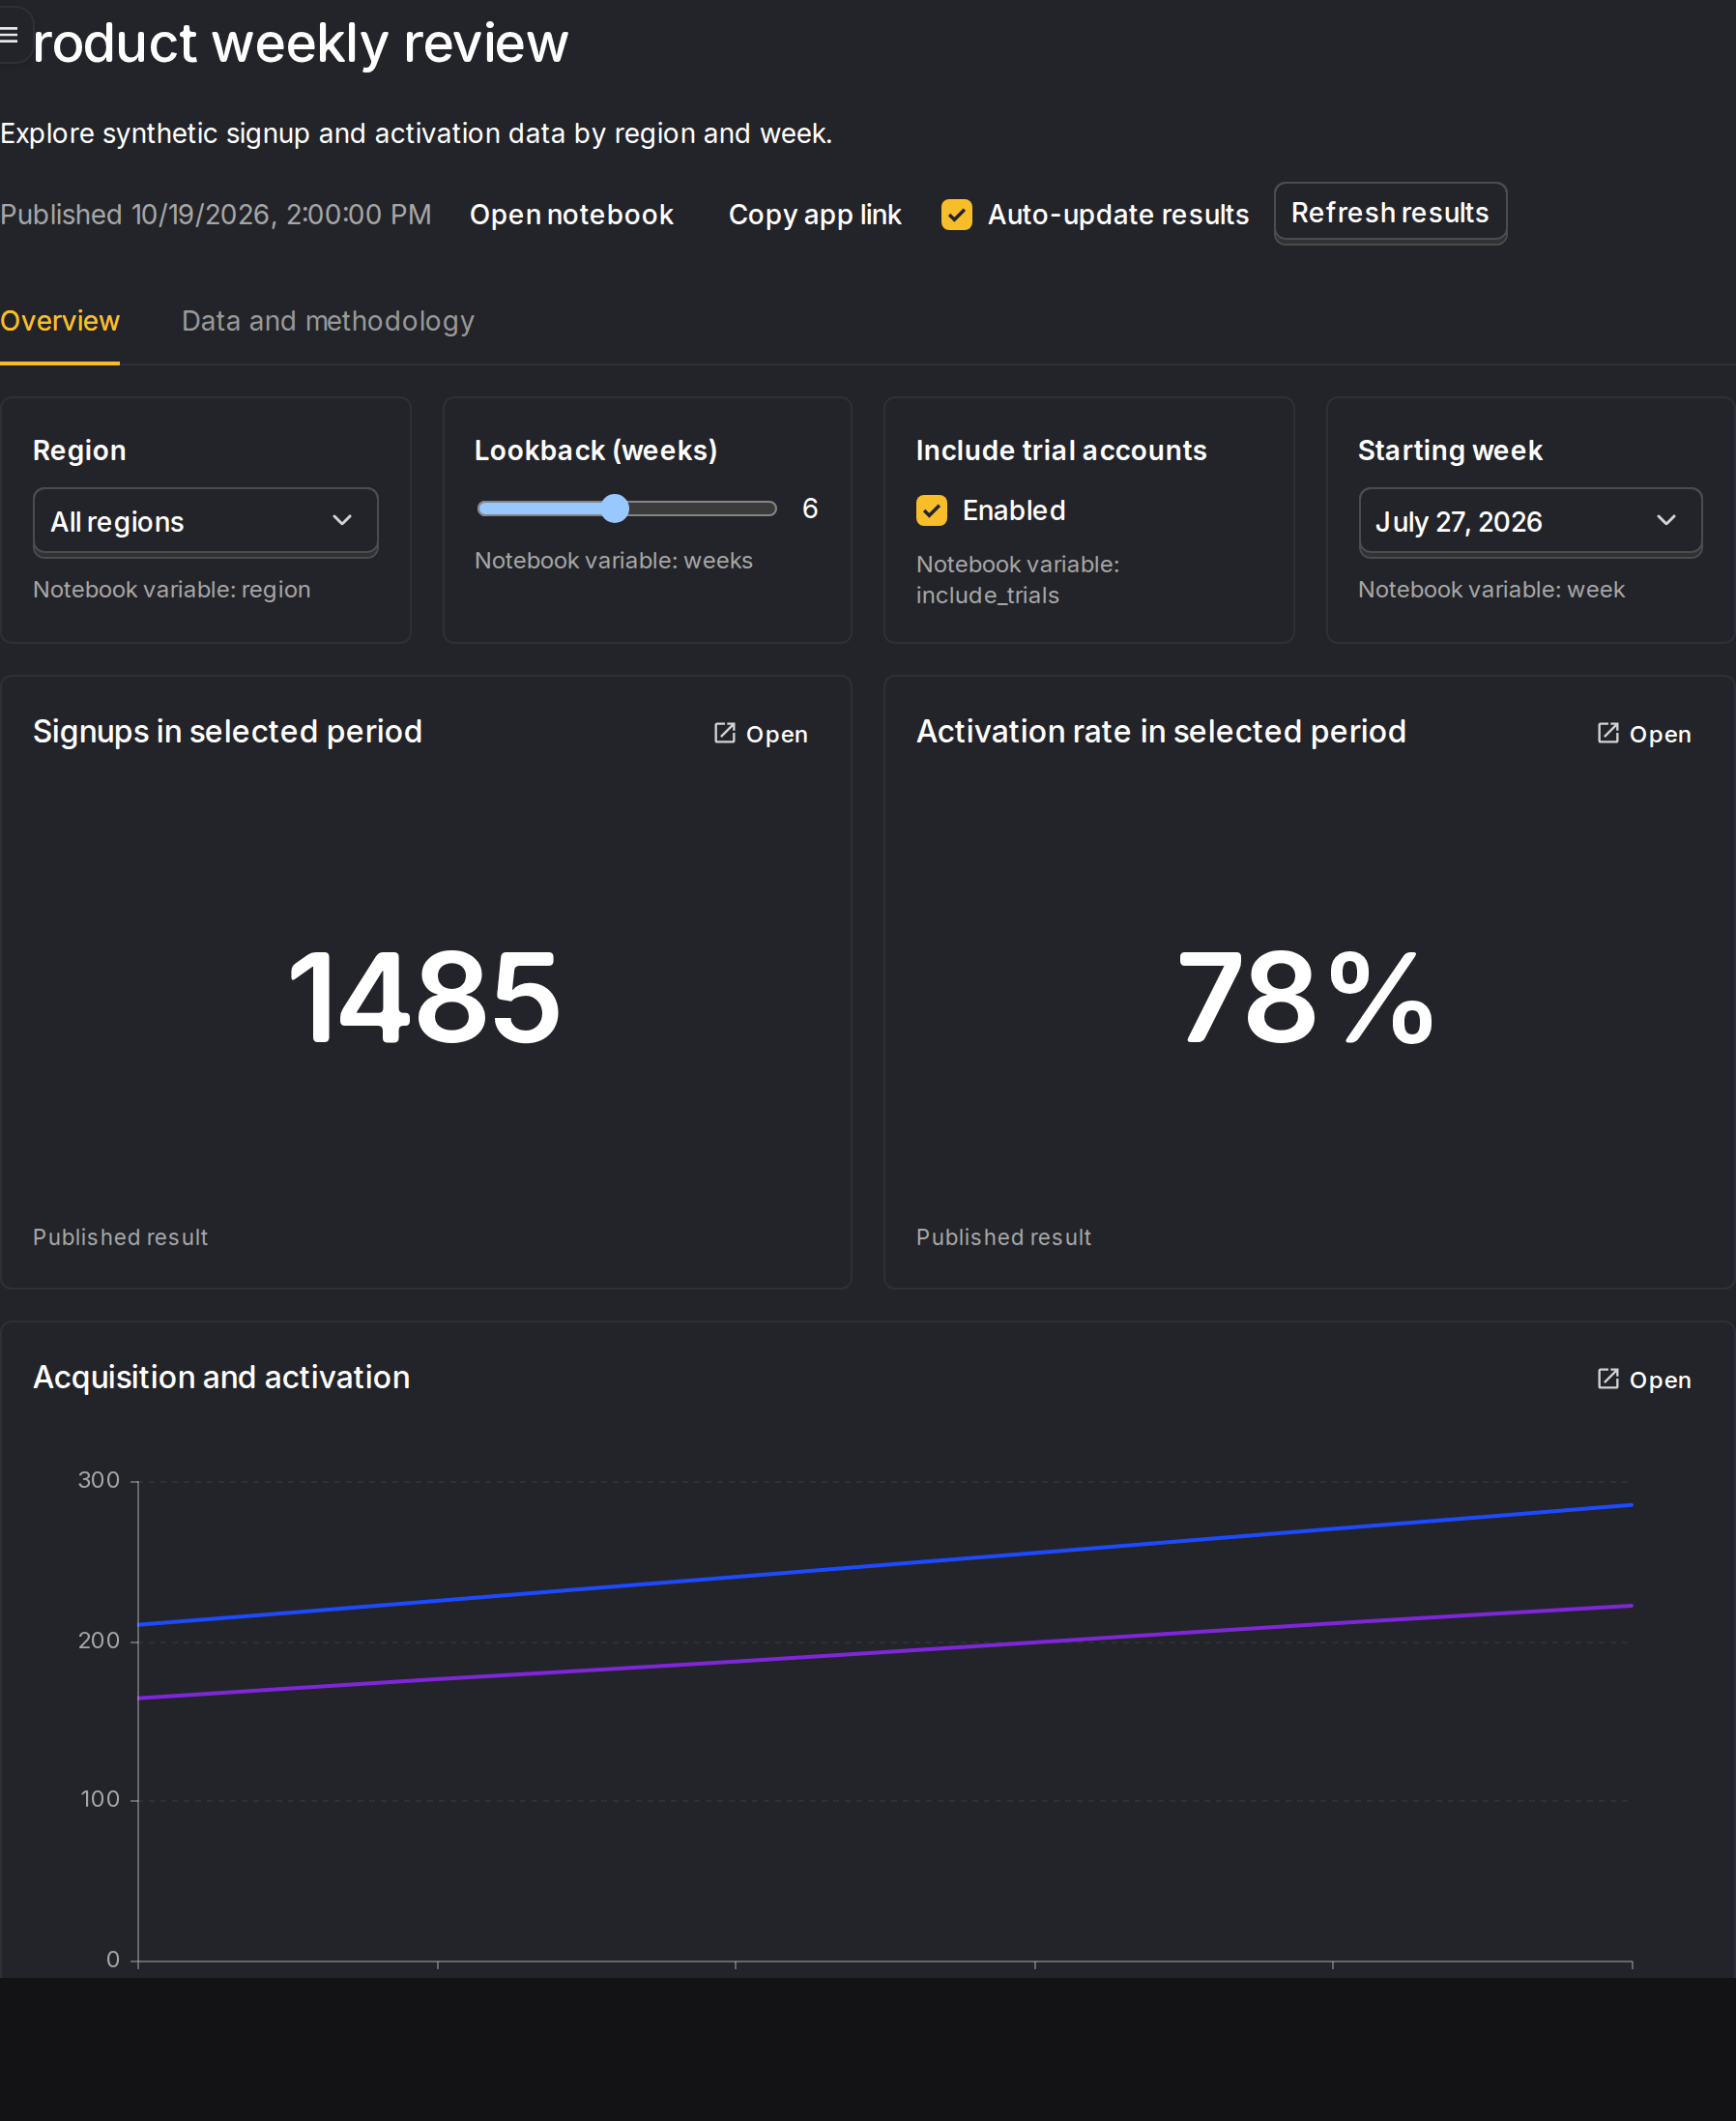 roduct weekly review
Explore synthetic signup and activation data by region and week.
Published 10/19/2026, 2:00:00 PM Open notebook Copy app link Auto-update results Refresh results
Overview Data and methodology
Region
All regions
Notebook variable: region
Lookback (weeks)
6
Notebook variable: weeks
Include trial accounts
Enabled
Notebook variable:
include_trials
Starting week
July 27, 2026
Notebook variable: week
Signups in selected period
Open
1485
Published result
Activation rate in selected period
Open
78%
Published result
Acquisition and activation
Open
300
200
100
0